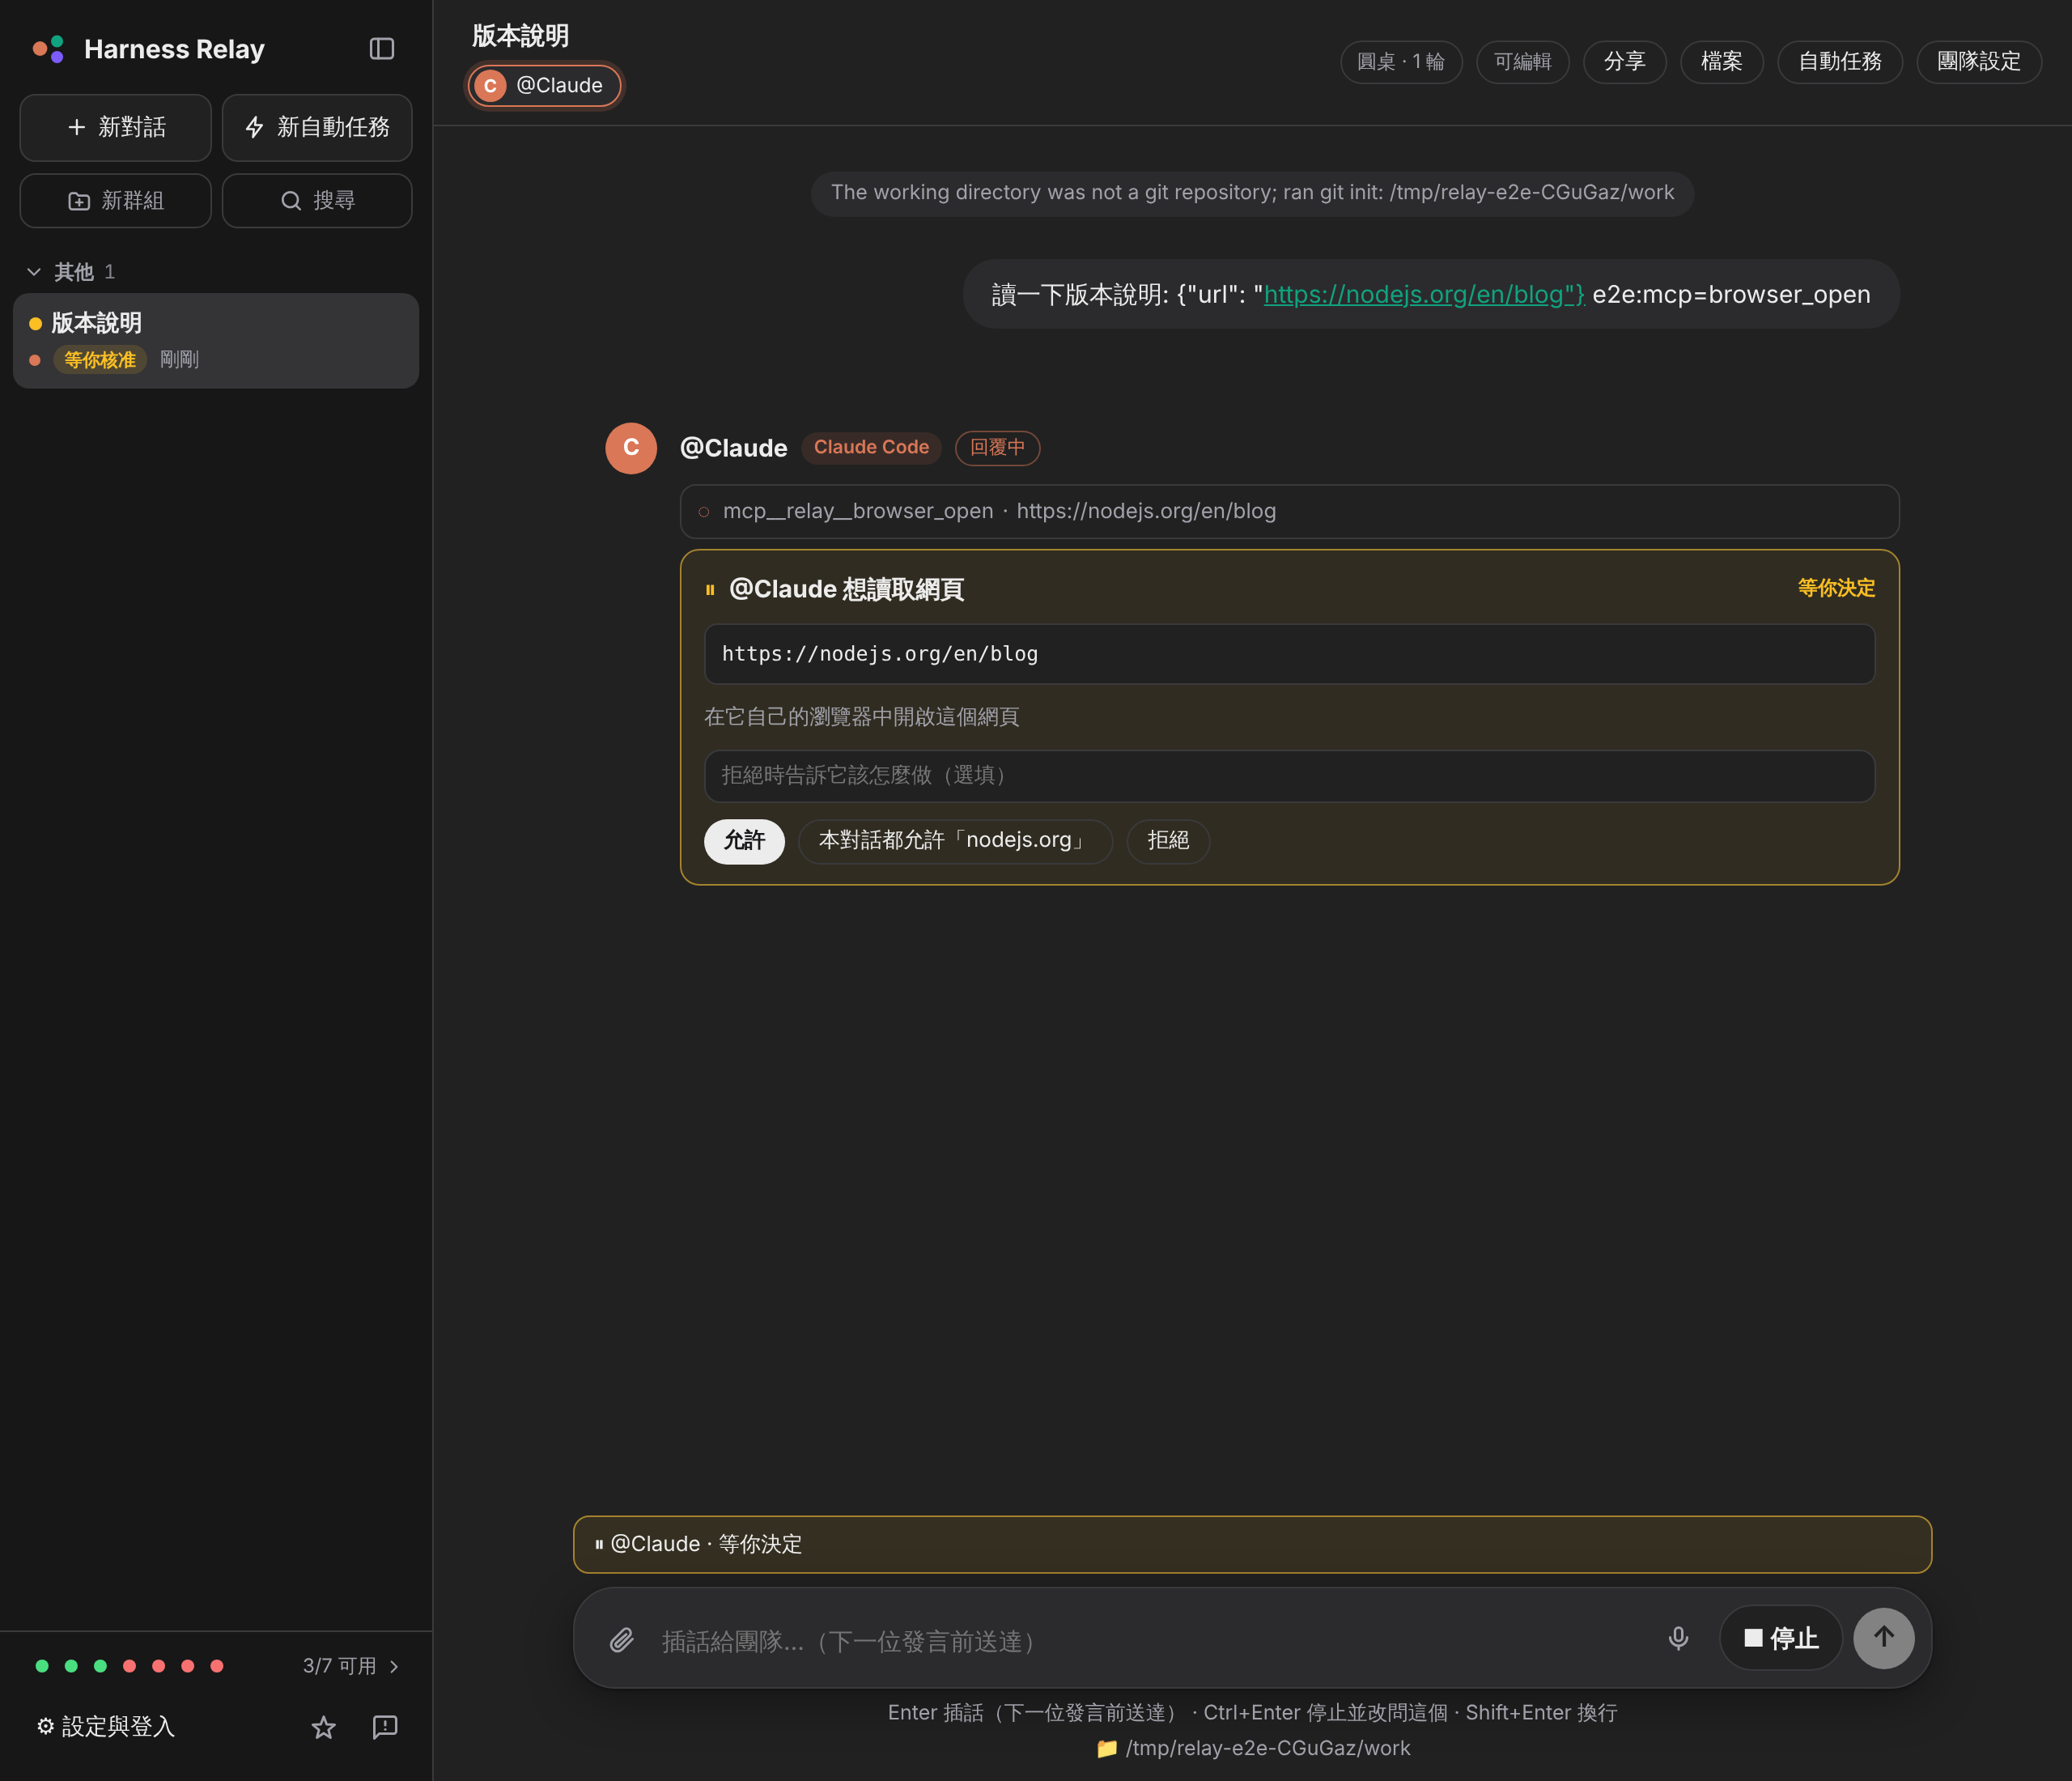 Harness Relay
新對話
新自動任務
新群組
搜尋
其他 1
版本說明
等你核准 剛剛
3/7 可用
設定與登入
版本說明
C @Claude
圓桌 · 1 輪
可編輯
分享
檔案
自動任務
團隊設定
The working directory was not a git repository; ran git init: /tmp/relay-e2e-CGuGaz/work
讀一下版本說明: {"url": "https://nodejs.org/en/blog"} e2e:mcp=browser_open
C @Claude Claude Code 回覆中
mcp__relay__browser_open · https://nodejs.org/en/blog
@Claude 想讀取網頁 等你決定
https://nodejs.org/en/blog
在它自己的瀏覽器中開啟這個網頁
拒絕時告訴它該怎麼做（選填）
允許 本對話都允許「nodejs.org」 拒絕
@Claude · 等你決定
插話給團隊…（下一位發言前送達）
停止
Enter 插話（下一位發言前送達） · Ctrl+Enter 停止並改問這個 · Shift+Enter 換行
/tmp/relay-e2e-CGuGaz/work